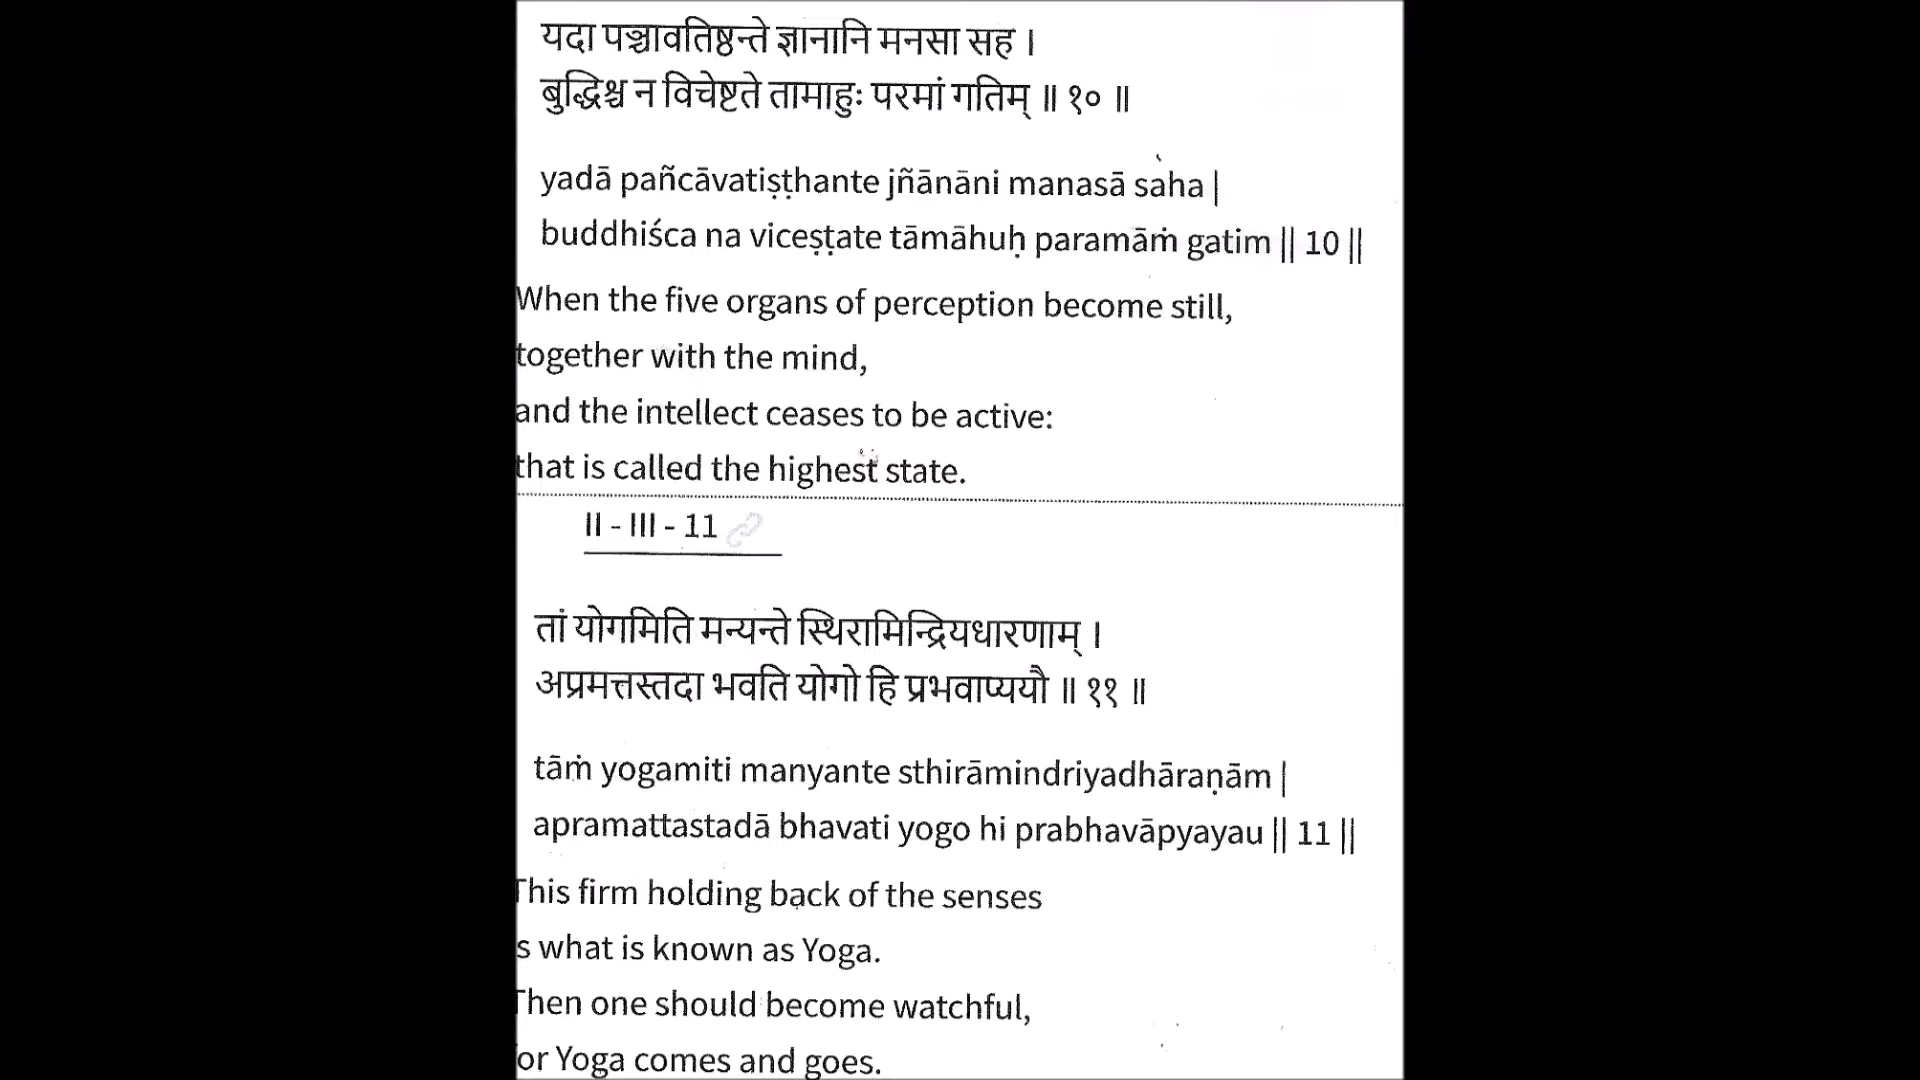 यदा पञ्चावतिष्ठन्ते ज्ञानानि मनसा सह ।
बुद्धिश्च न विचेष्टते तामाहुः परमां गतिम् ॥ १० ॥
yadā pañcāvatiṣṭhante jñānāni manasā saha |
buddhiśca na viceṣṭate tāmāhuḥ paramāṁ gatim || 10 ||
When the five organs of perception become still,
together with the mind,
and the intellect ceases to be active:
that is called the highest state.
II - III - 11
तां योगमिति मन्यन्ते स्थिरामिन्द्रियधारणाम् ।
अप्रमत्तस्तदा भवति योगो हि प्रभवाप्ययौ ॥ ११ ॥
tāṁ yogamiti manyante sthirāmindriyadhāraṇām |
apramattastadā bhavati yogo hi prabhavāpyayau || 11 ||
This firm holding back of the senses
s what is known as Yoga.
Then one should become watchful,
or Yoga comes and goes.